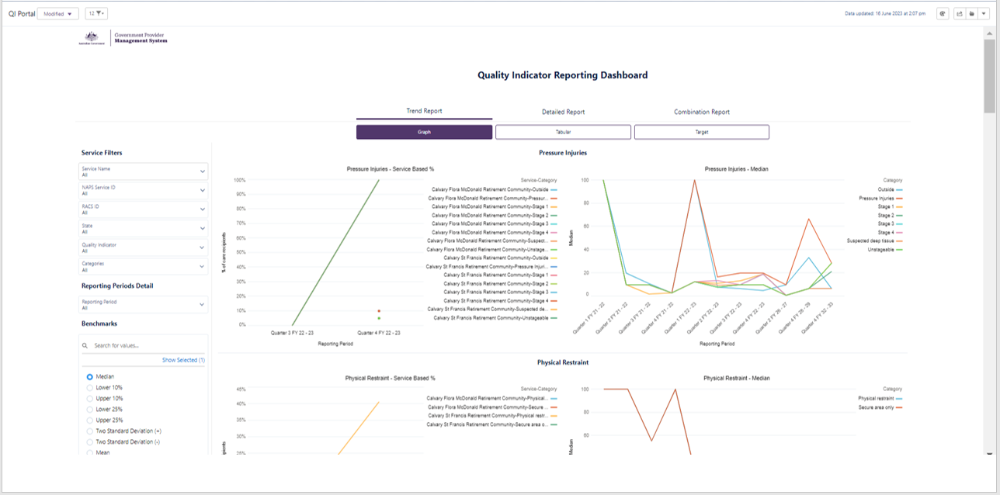 QI Portal Modified 12 Data updated: 16 June 2023 at 2:07 pm
Australian Government
Government Provider
Management System
Quality Indicator Reporting Dashboard
Trend Report Detailed Report Combination Report
Graph Tabular Target
Service Filters
Service Name
All
NAPS Service ID
All
RACS ID
All
State
All
Quality Indicator
All
Categories
All
Reporting Periods Detail
Reporting Period
All
Benchmarks
Search for values...
Show Selected (1)
Median
Lower 10%
Upper 10%
Lower 25%
Upper 25%
Two Standard Deviation (+)
Two Standard Deviation (-)
Mean
Pressure Injuries
Pressure Injuries - Service Based %
% of care recipients
100%
90%
80%
70%
60%
50%
40%
30%
20%
10%
0%
Quarter 3 FY 22 - 23 Quarter 4 FY 22 - 23
Reporting Period
Service-Category
Calvary Flora McDonald Retirement Community-Outside
Calvary Flora McDonald Retirement Community-Pressur...
Calvary Flora McDonald Retirement Community-Stage 1
Calvary Flora McDonald Retirement Community-Stage 2
Calvary Flora McDonald Retirement Community-Stage 3
Calvary Flora McDonald Retirement Community-Stage 4
Calvary Flora McDonald Retirement Community-Suspect...
Calvary Flora McDonald Retirement Community-Unstage...
Calvary St Francis Retirement Community-Outside
Calvary St Francis Retirement Community-Pressure Injuri...
Calvary St Francis Retirement Community-Stage 1
Calvary St Francis Retirement Community-Stage 2
Calvary St Francis Retirement Community-Stage 3
Calvary St Francis Retirement Community-Stage 4
Calvary St Francis Retirement Community-Suspected de...
Calvary St Francis Retirement Community-Unstageable
Pressure Injuries - Median
Median
100
80
60
40
20
0
Quarter 1 FY 21 - 22
Quarter 2 FY 21 - 22
Quarter 3 FY 21 - 22
Quarter 4 FY 21 - 22
Quarter 1 FY 22 - 23
Quarter 2 FY 22 - 23
Quarter 3 FY 22 - 23
Quarter 4 FY 22 - 23
Quarter 2 FY 26 - 27
Quarter 4 FY 28 - 29
Quarter 4 FY 32 - 33
Reporting Period
Category
Outside
Pressure Injuries
Stage 1
Stage 2
Stage 3
Stage 4
Suspected deep tissue
Unstageable
Physical Restraint
Physical Restraint - Service Based %
45%
40%
35%
30%
25%
Service-Category
Calvary Flora McDonald Retirement Community-Physical...
Calvary Flora McDonald Retirement Community-Secure ...
Calvary St Francis Retirement Community-Physical restr...
Calvary St Francis Retirement Community-Secure area o...
Physical Restraint - Median
Median
100
80
60
Category
Physical restraint
Secure area only